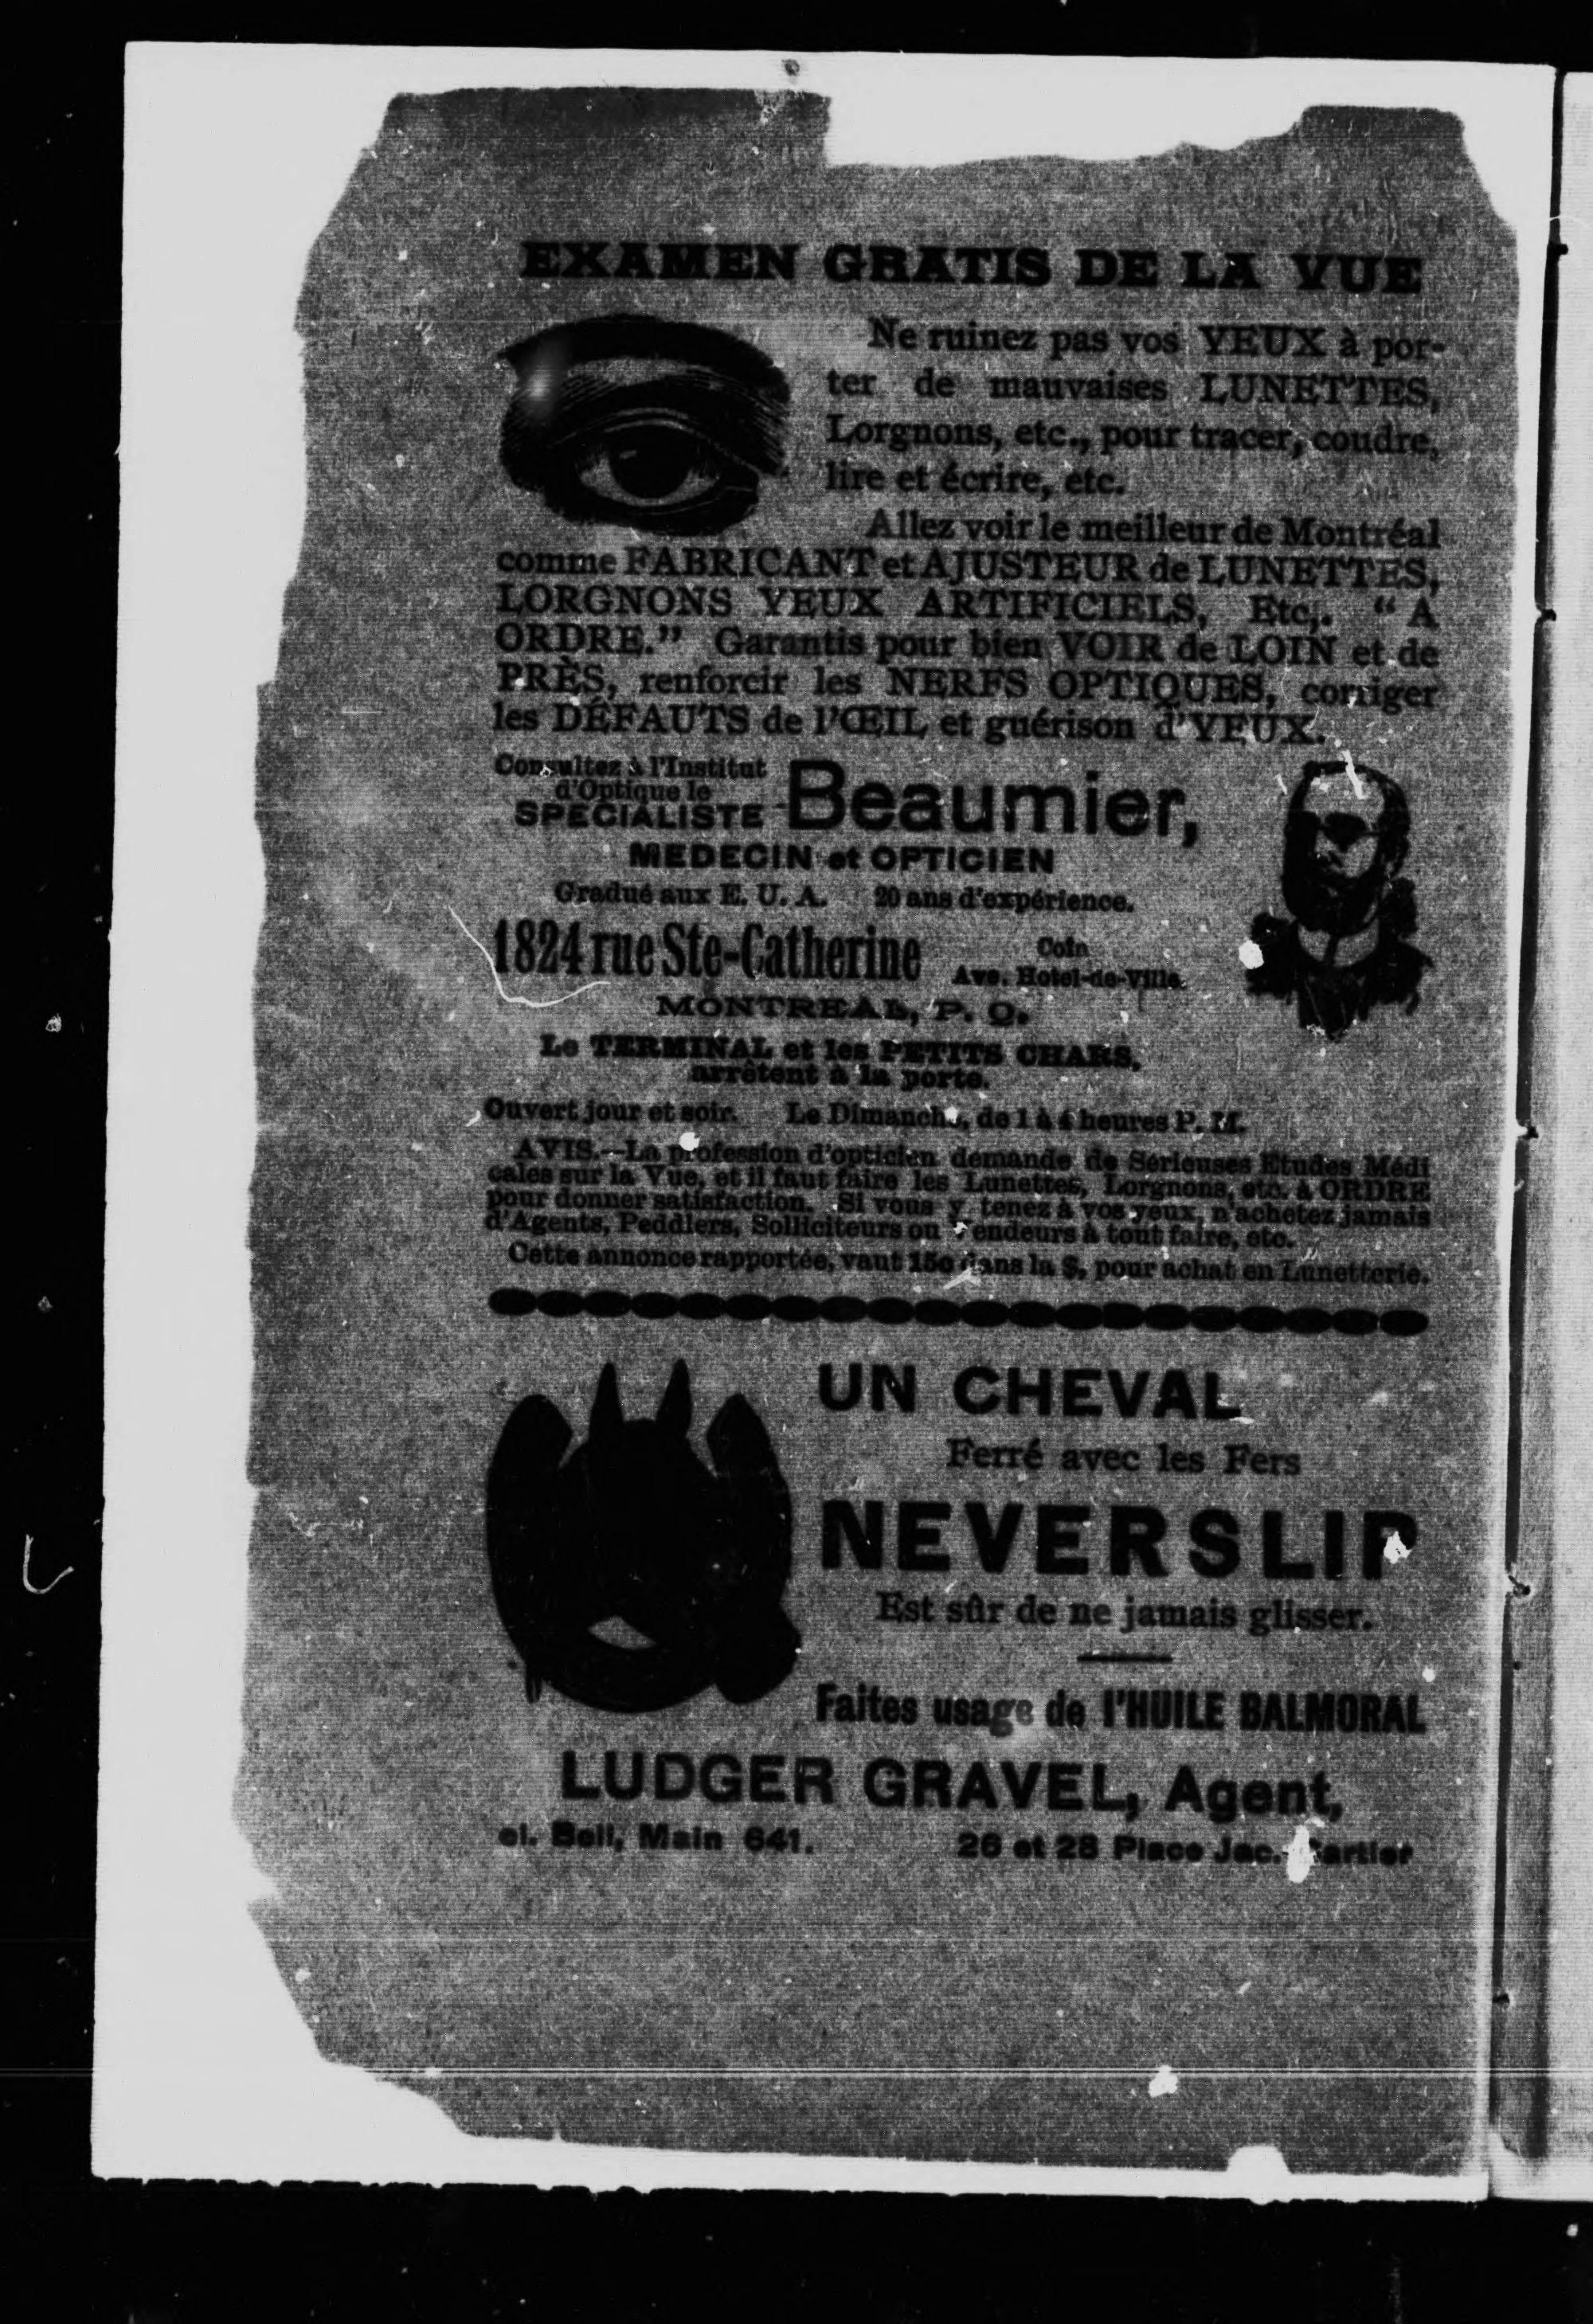 EXAMEN GRATIS DE LA VUE
Ne ruinez pas vos YEUX à por-
ter de mauvaises LUNETTES,
Lorgnons, etc., pour tracer, coudre,
lire et écrire, etc.
Allez voir le meilleur de Montréal
comme FABRICANT et AJUSTEUR de LUNETTES,
LORGNONS YEUX ARTIFICIELS, Etc,. “ A
ORDRE.” Garantis pour bien VOIR de LOIN et de
PRÈS, renforcir les NERFS OPTIQUES, corriger
les DÉFAUTS de l’ŒIL et guérison d’YEUX.
Consultez à l’Institut
d’Optique le
SPECIALISTE Beaumier,
MEDECIN et OPTICIEN
Gradué aux E. U. A. 20 ans d’expérience.
1824 rue Ste-Catherine Coin
Ave. Hotel-de-Ville
MONTREAL, P. Q.
Le TERMINAL et les PETITS CHARS,
arrêtent à la porte.
Ouvert jour et soir. Le Dimanche, de 1 à 4 heures P. M.
AVIS.—La profession d’opticien demande de Sérieuses Etudes Médi
cales sur la Vue, et il faut faire les Lunettes, Lorgnons, etc. à ORDRE
pour donner satisfaction. Si vous y tenez à vos yeux, n’achetez jamais
d’Agents, Peddlers, Solliciteurs ou Vendeurs à tout faire, etc.
Cette annonce rapportée, vaut 15c dans la $, pour achat en Lunetterie.
UN CHEVAL
Ferré avec les Fers
NEVERSLIP
Est sûr de ne jamais glisser.
Faites usage de l’HUILE BALMORAL
LUDGER GRAVEL, Agent,
el. Bell, Main 641. 26 et 28 Place Jac.-Cartier